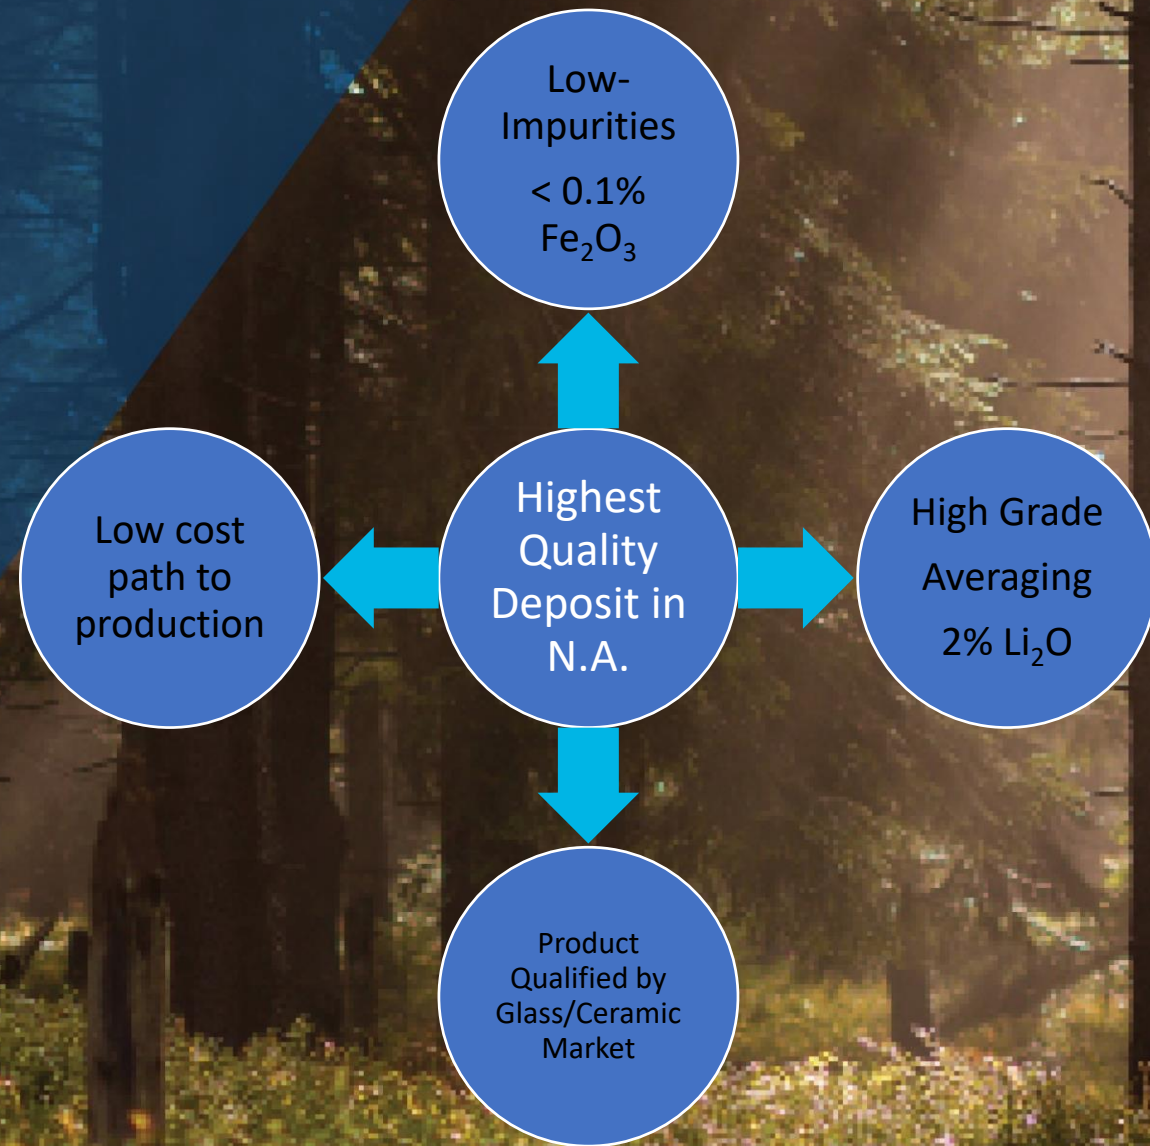 Low-
Impurities
< 0.1%
Fe₂O₃
Low cost
path to
production
Highest
Quality
Deposit in
N.A.
High Grade
Averaging
2% Li₂O
Product
Qualified by
Glass/Ceramic
Market